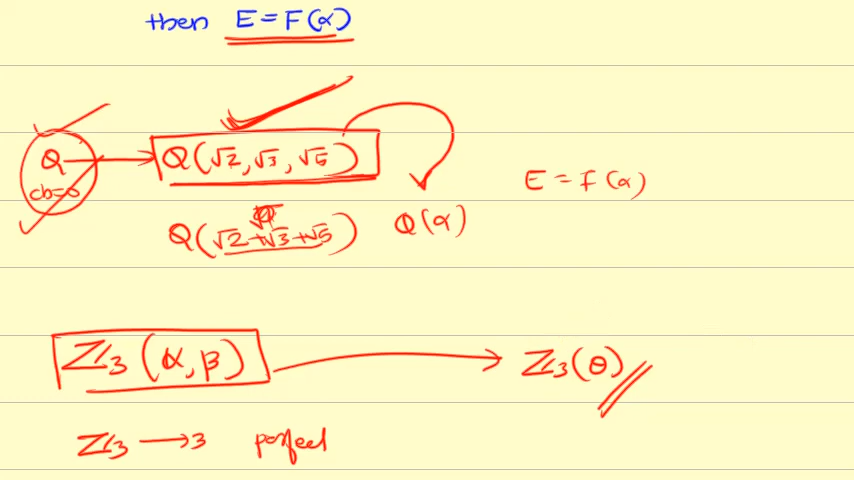 then E = F(α)
Q → Q(√2, √3, √5)
ch=0
E = F(α)
Q(√2+√3+√5) Q(α)
ℤ₃(α, β) → ℤ₃(θ)
ℤ₃ → 3 perfect